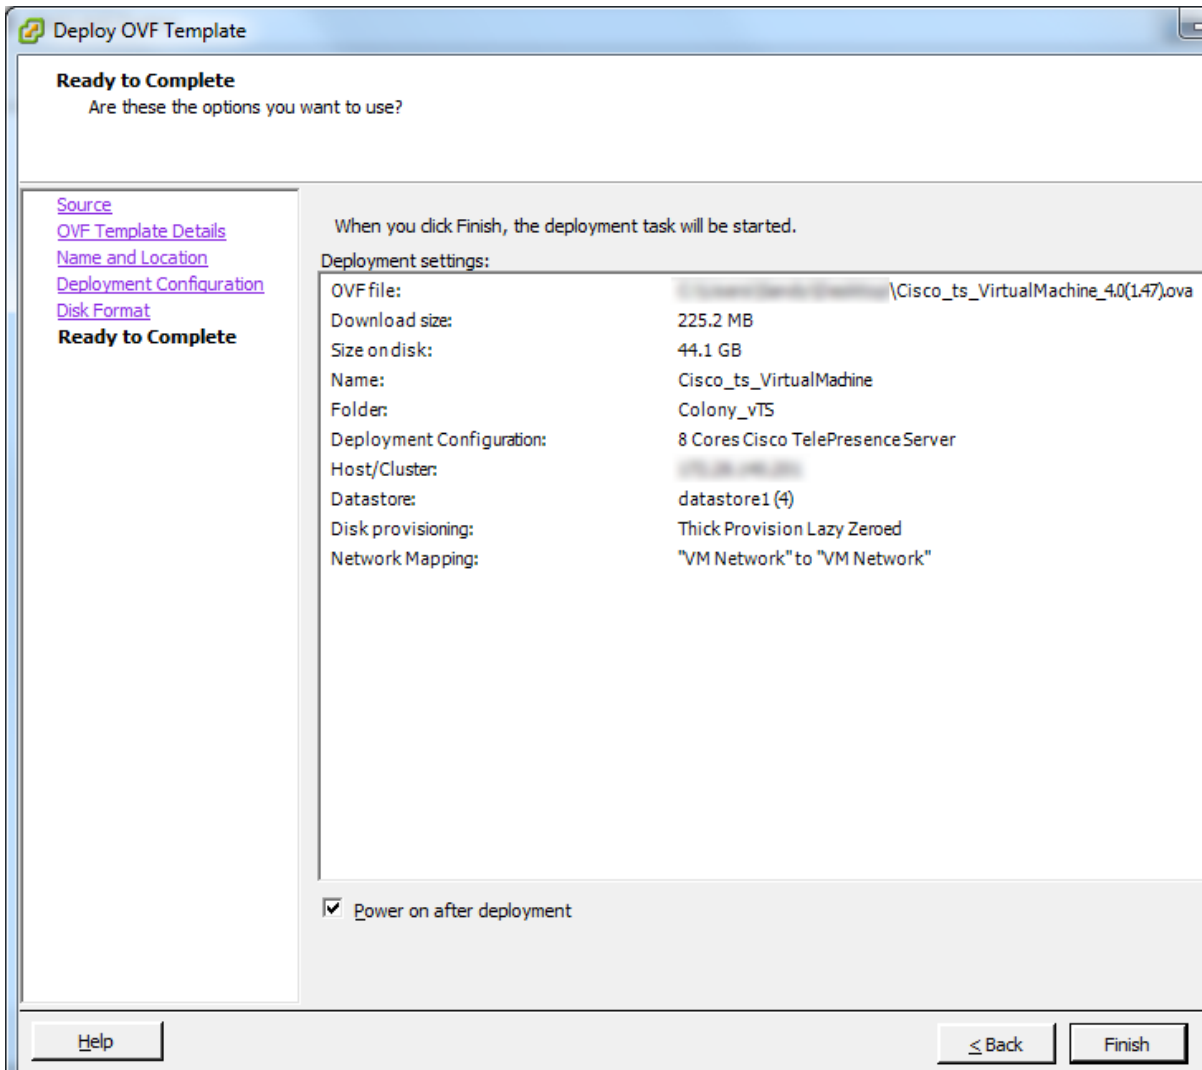 Deploy OVF Template
Ready to Complete
Are these the options you want to use?
Source
OVF Template Details
Name and Location
Deployment Configuration
Disk Format
Ready to Complete
When you click Finish, the deployment task will be started.
Deployment settings:
OVF file: \Cisco_ts_VirtualMachine_4.0(1.47).ova
Download size: 225.2 MB
Size on disk: 44.1 GB
Name: Cisco_ts_VirtualMachine
Folder: Colony_vTS
Deployment Configuration: 8 Cores Cisco TelePresence Server
Host/Cluster:
Datastore: datastore1 (4)
Disk provisioning: Thick Provision Lazy Zeroed
Network Mapping: "VM Network" to "VM Network"
Power on after deployment
Help
< Back
Finish